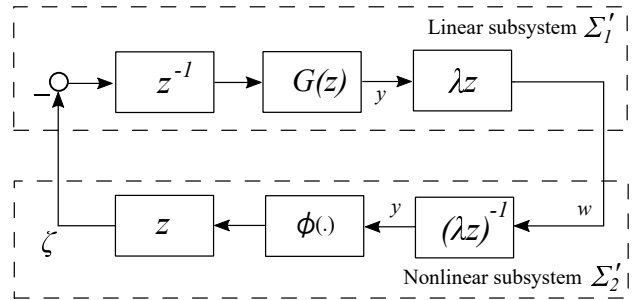 Linear subsystem Σ₁′
−
z⁻¹
G(z)
y
λz
ζ
z
ϕ(.)
y
(λz)⁻¹
w
Nonlinear subsystem Σ₂′